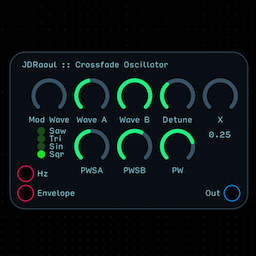 JDRaoul :: Crossfade Oscillator
Mod Wave Wave A Wave B Detune X
Saw
Tri
Sin
Sqr
0.25
PWSA PWSB PW
Hz
Envelope Out